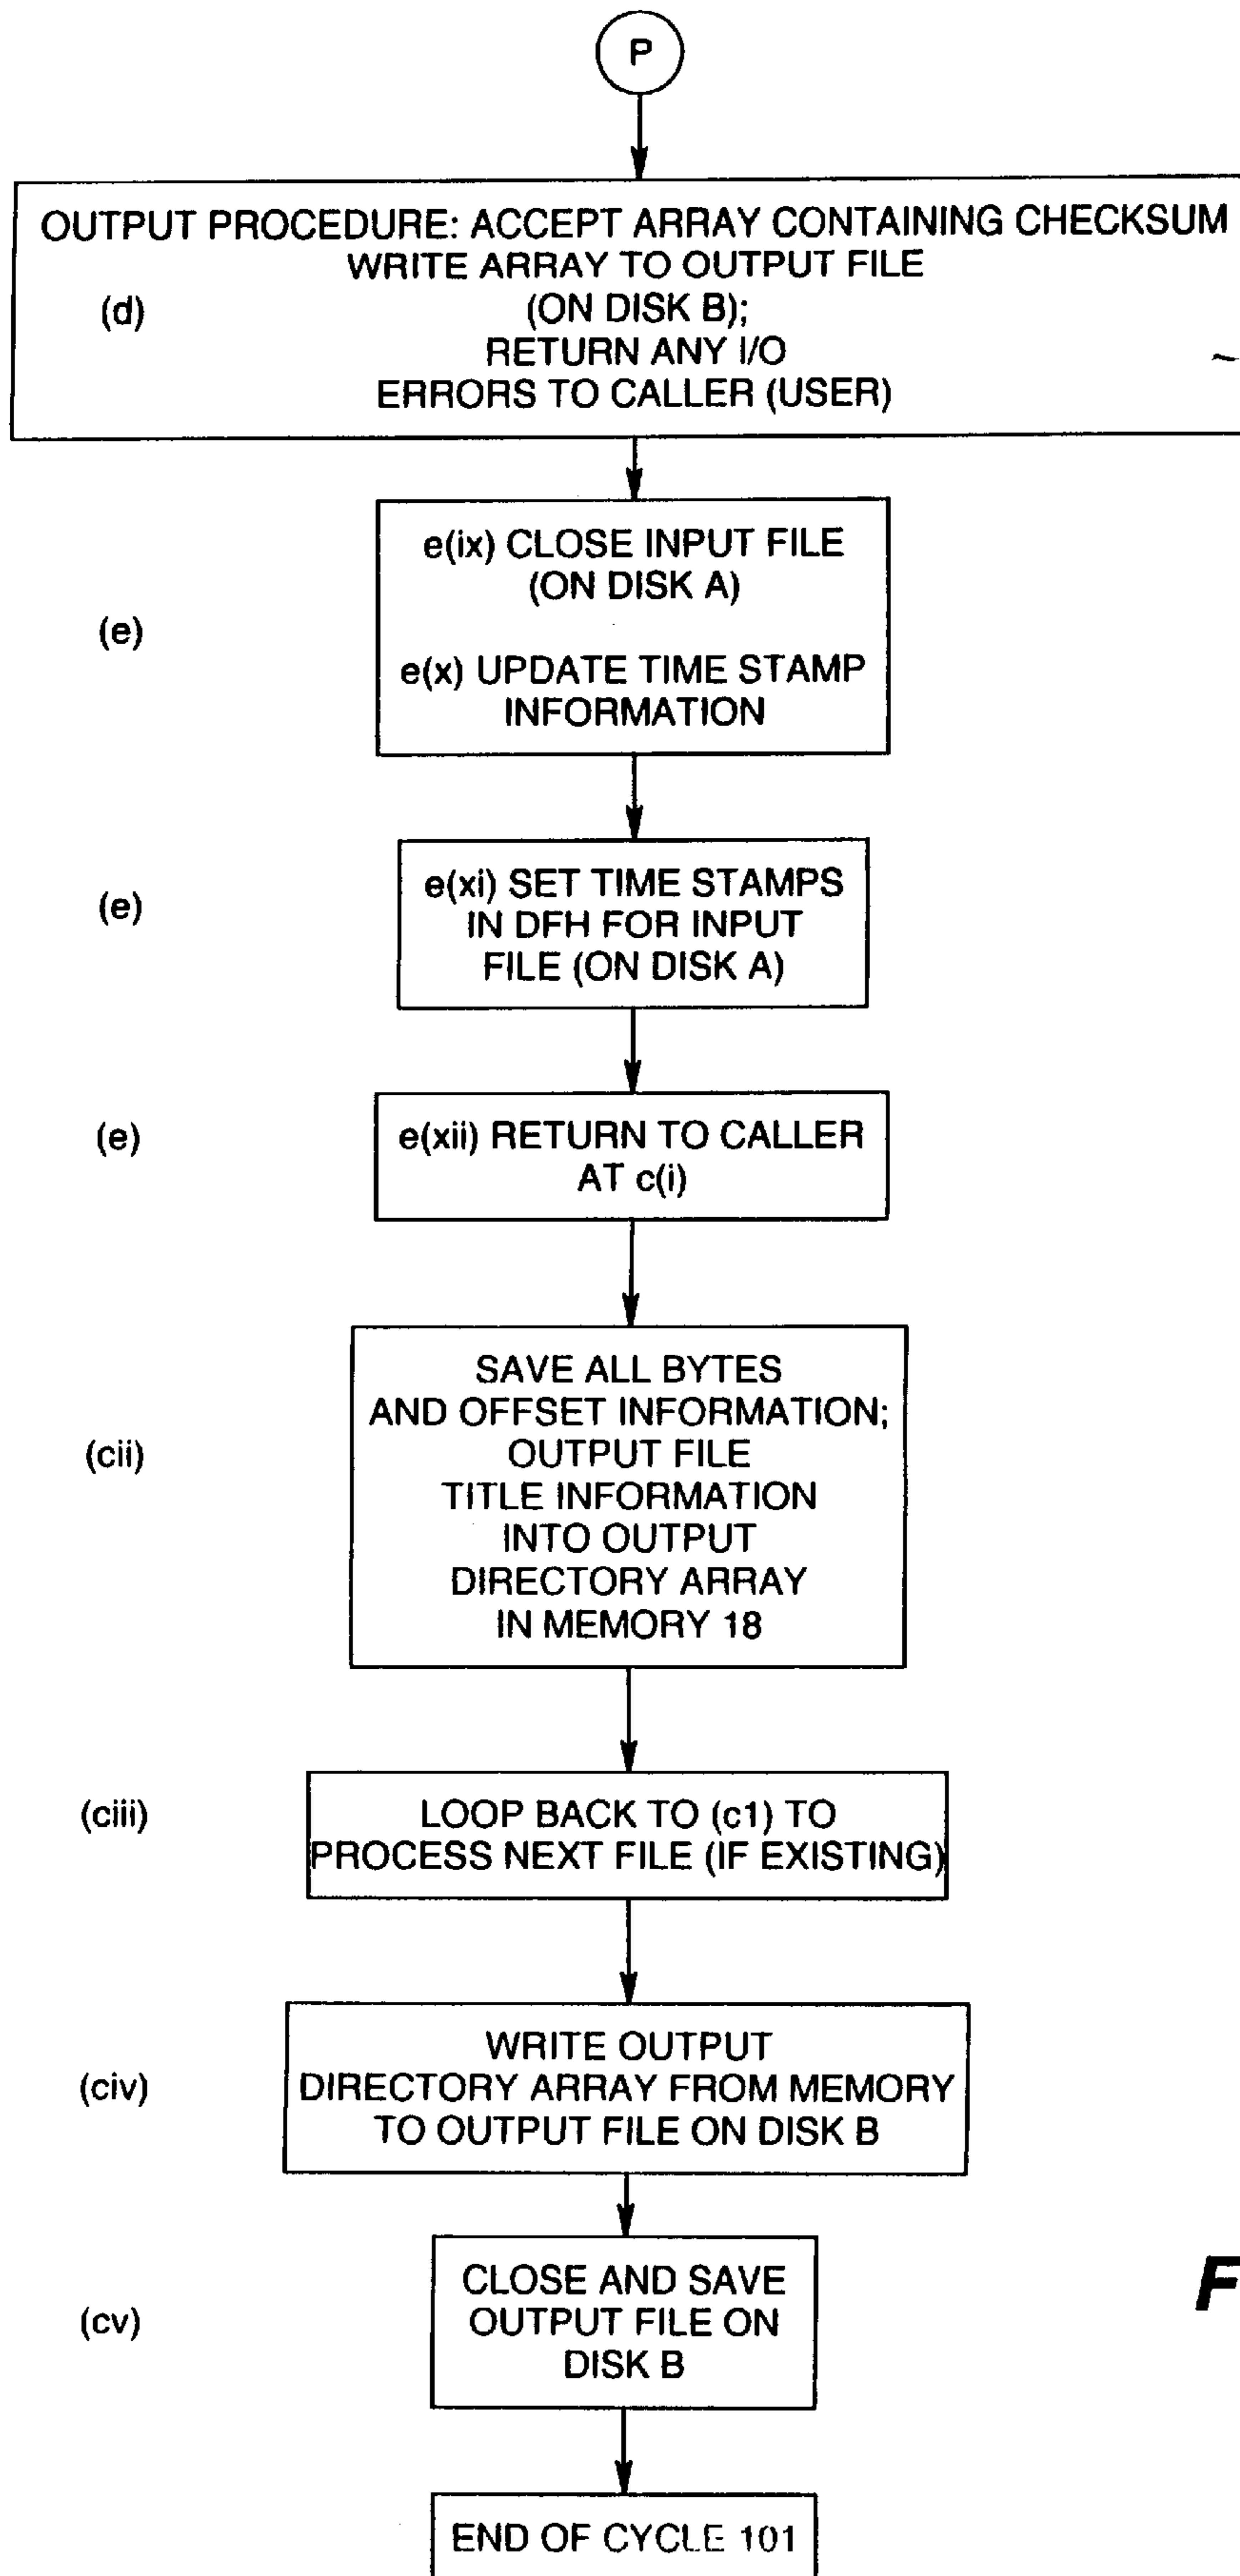 P
OUTPUT PROCEDURE: ACCEPT ARRAY CONTAINING CHECKSUM
WRITE ARRAY TO OUTPUT FILE
(d)
(ON DISK B);
RETURN ANY I/O
~
ERRORS TO CALLER (USER)
e(ix) CLOSE INPUT FILE
(ON DISK A)
(e)
e(x) UPDATE TIME STAMP
INFORMATION
e(xi) SET TIME STAMPS
(e)
IN DFH FOR INPUT
FILE (ON DISK A)
(e)
e(xii) RETURN TO CALLER
AT c(i)
SAVE ALL BYTES
AND OFFSET INFORMATION;
(cii)
OUTPUT FILE
TITLE INFORMATION
INTO OUTPUT
DIRECTORY ARRAY
IN MEMORY 18
(ciii)
LOOP BACK TO (c1) TO
PROCESS NEXT FILE (IF EXISTING)
WRITE OUTPUT
(civ)
DIRECTORY ARRAY FROM MEMORY
TO OUTPUT FILE ON DISK B
CLOSE AND SAVE
(cv)
OUTPUT FILE ON
DISK B
F
END OF CYCLE 101